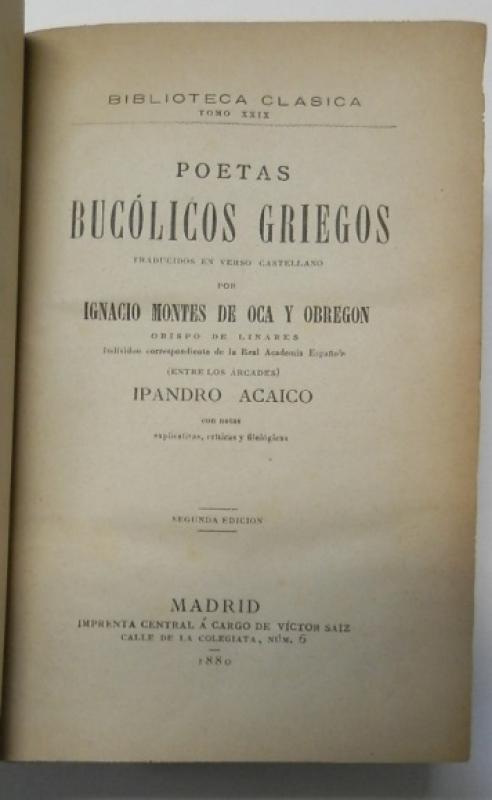 BIBLIOTECA CLASICA
TOMO XXIX
POETAS
BUCÓLICOS GRIEGOS
TRADUCIDOS EN VERSO CASTELLANO
POR
IGNACIO MONTES DE OCA Y OBREGON
OBISPO DE LINARES
Individuo correspondiente de la Real Academia Española
(ENTRE LOS ÁRCADES)
IPANDRO ACAICO
con notas
explicativas, críticas y filológicas
SEGUNDA EDICION
MADRID
IMPRENTA CENTRAL Á CARGO DE VÍCTOR SAIZ
CALLE DE LA COLEGIATA, NÚM. 6
1880